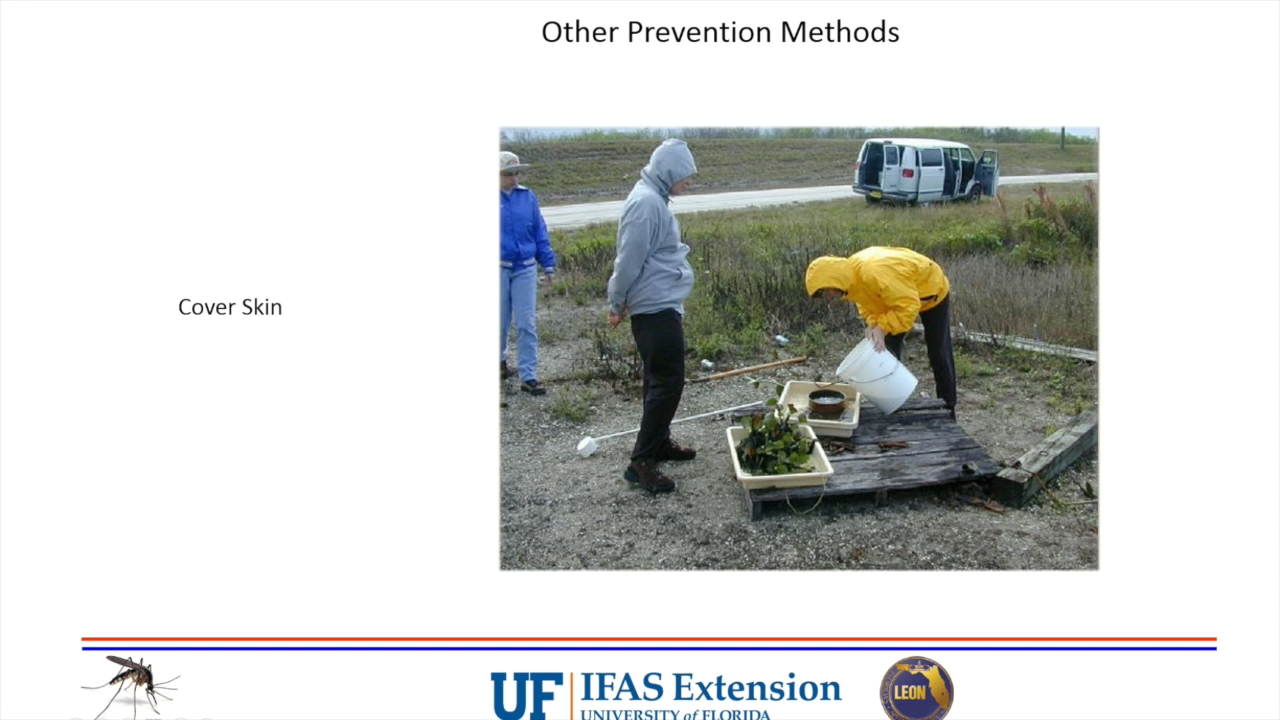 Other Prevention Methods
Cover Skin
UF IFAS Extension
UNIVERSITY of FLORIDA
LEON